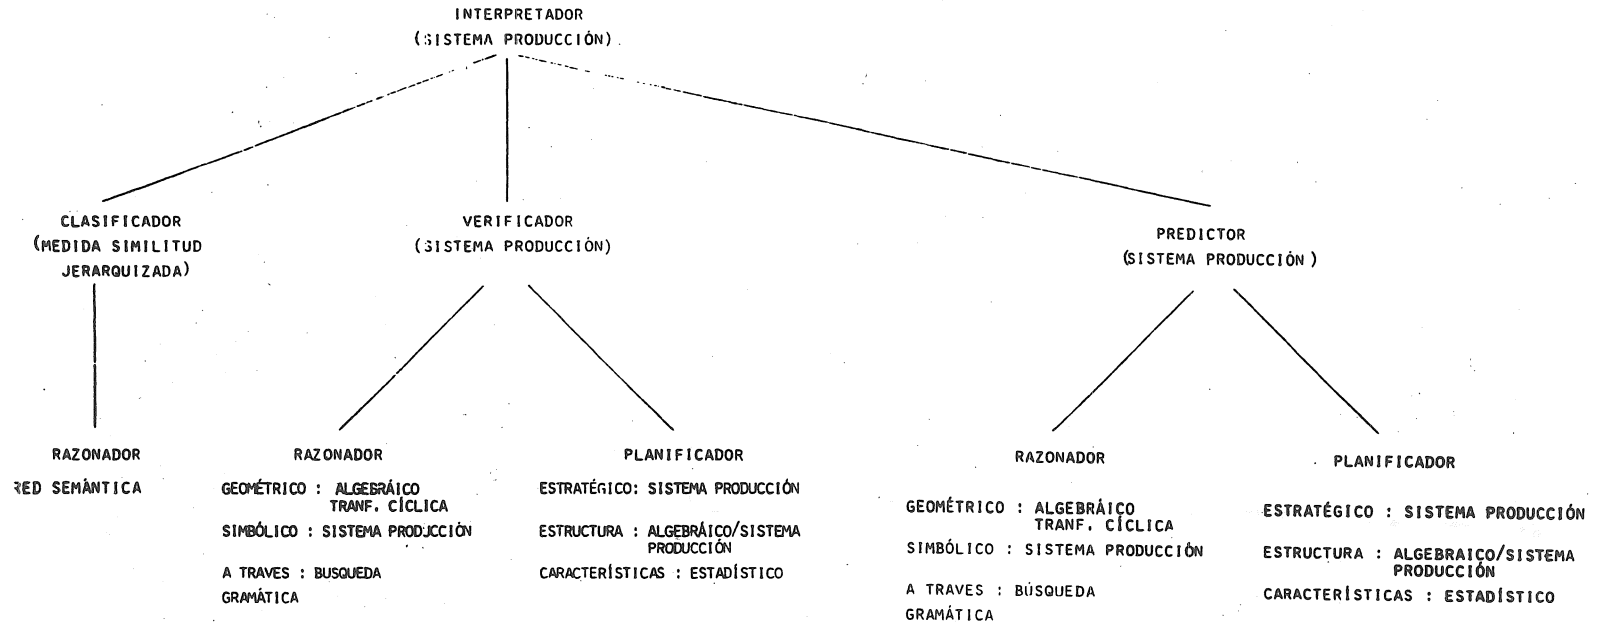 INTERPRETADOR
(SISTEMA PRODUCCIÓN)
CLASIFICADOR
(MEDIDA SIMILITUD
JERARQUIZADA)
VERIFICADOR
(SISTEMA PRODUCCIÓN)
PREDICTOR
(SISTEMA PRODUCCIÓN)
RAZONADOR
RED SEMÁNTICA
RAZONADOR
GEOMÉTRICO : ALGEBRÁICO
TRANF. CÍCLICA
SIMBÓLICO : SISTEMA PRODUCCIÓN
A TRAVES : BUSQUEDA
GRAMÁTICA
PLANIFICADOR
ESTRATÉGICO: SISTEMA PRODUCCIÓN
ESTRUCTURA : ALGEBRÁICO/SISTEMA
PRODUCCIÓN
CARACTERÍSTICAS : ESTADÍSTICO
RAZONADOR
GEOMÉTRICO : ALGEBRÁICO
TRANF. CÍCLICA
SIMBÓLICO : SISTEMA PRODUCCIÓN
A TRAVES : BÚSQUEDA
GRAMÁTICA
PLANIFICADOR
ESTRATÉGICO : SISTEMA PRODUCCIÓN
ESTRUCTURA : ALGEBRAICO/SISTEMA
PRODUCCIÓN
CARACTERÍSTICAS : ESTADÍSTICO